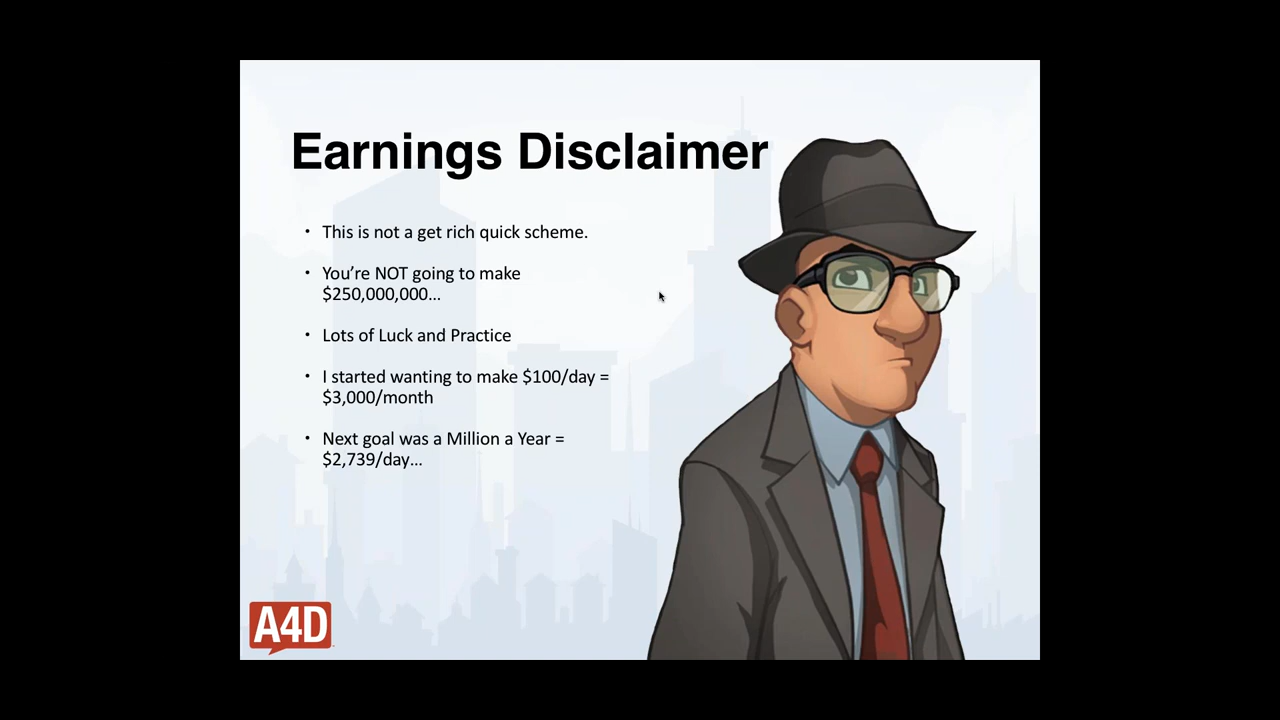 Earnings Disclaimer
• This is not a get rich quick scheme.
• You’re NOT going to make
$250,000,000...
• Lots of Luck and Practice
• I started wanting to make $100/day =
$3,000/month
• Next goal was a Million a Year =
$2,739/day...
A4D